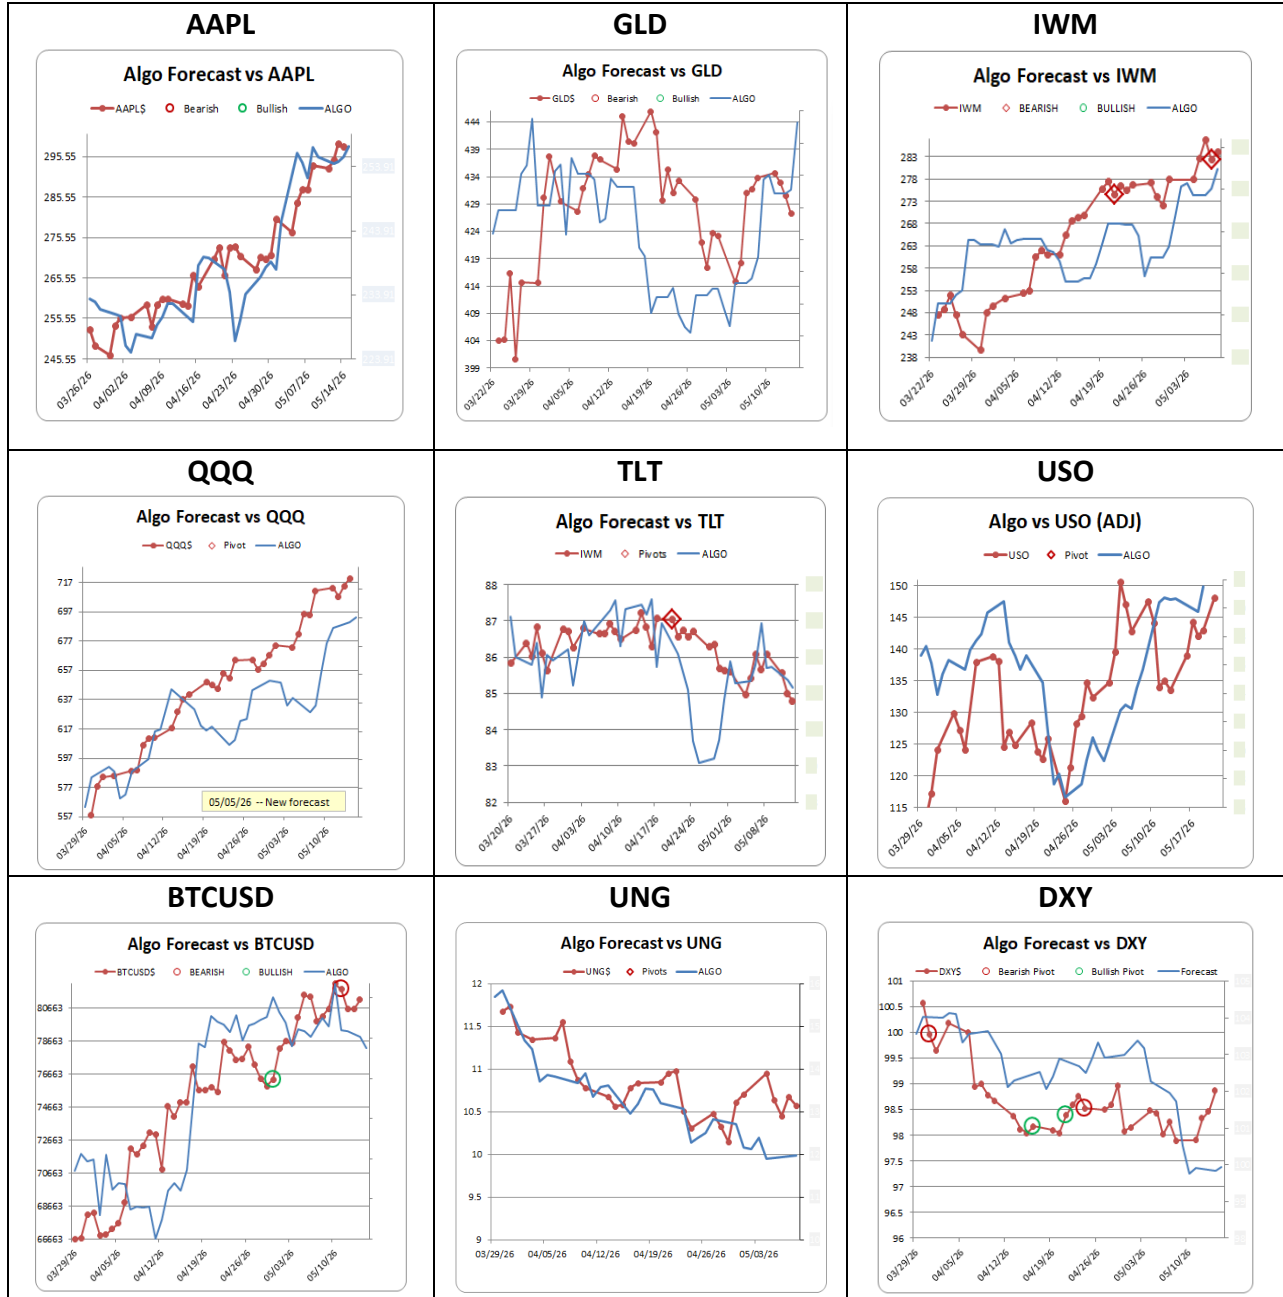 AAPL
Algo Forecast vs AAPL
AAPL$ Bearish Bullish ALGO
295.55
285.55
275.55
265.55
255.55
245.55
253.91
243.91
233.91
223.91
03/26/26 04/02/26 04/09/26 04/16/26 04/23/26 04/30/26 05/07/26 05/14/26
GLD
Algo Forecast vs GLD
GLD$ Bearish Bullish ALGO
444
439
434
429
424
419
414
409
404
399
03/22/26 03/29/26 04/05/26 04/12/26 04/19/26 04/26/26 05/03/26 05/10/26
IWM
Algo Forecast vs IWM
IWM BEARISH BULLISH ALGO
283
278
273
268
263
258
253
248
243
238
03/22/26 03/29/26 04/05/26 04/12/26 04/19/26 04/26/26 05/03/26
QQQ
Algo Forecast vs QQQ
QQQ$ Pivot ALGO
717
697
677
657
637
617
597
577
557
05/05/26 -- New forecast
03/29/26 04/05/26 04/12/26 04/19/26 04/26/26 05/03/26 05/10/26
TLT
Algo Forecast vs TLT
IWM Pivots ALGO
88
87
86
85
84
83
82
03/20/26 03/27/26 04/03/26 04/10/26 04/17/26 04/24/26 05/01/26 05/08/26
USO
Algo vs USO (ADJ)
USO Pivot ALGO
150
145
140
135
130
125
120
115
03/29/26 04/05/26 04/12/26 04/19/26 04/26/26 05/03/26 05/10/26 05/17/26
BTCUSD
Algo Forecast vs BTCUSD
BTCUSD$ BEARISH BULLISH ALGO
80663
78663
76663
74663
72663
70663
68663
66663
03/29/26 04/05/26 04/12/26 04/19/26 04/26/26 05/03/26 05/10/26
UNG
Algo Forecast vs UNG
UNG$ Pivots ALGO
12
11.5
11
10.5
10
9.5
9
03/29/26 04/05/26 04/12/26 04/19/26 04/26/26 05/03/26
DXY
Algo Forecast vs DXY
DXY$ Bearish Pivot Bullish Pivot Forecast
101
100.5
100
99.5
99
98.5
98
97.5
97
96.5
96
03/29/26 04/05/26 04/12/26 04/19/26 04/26/26 05/03/26 05/10/26